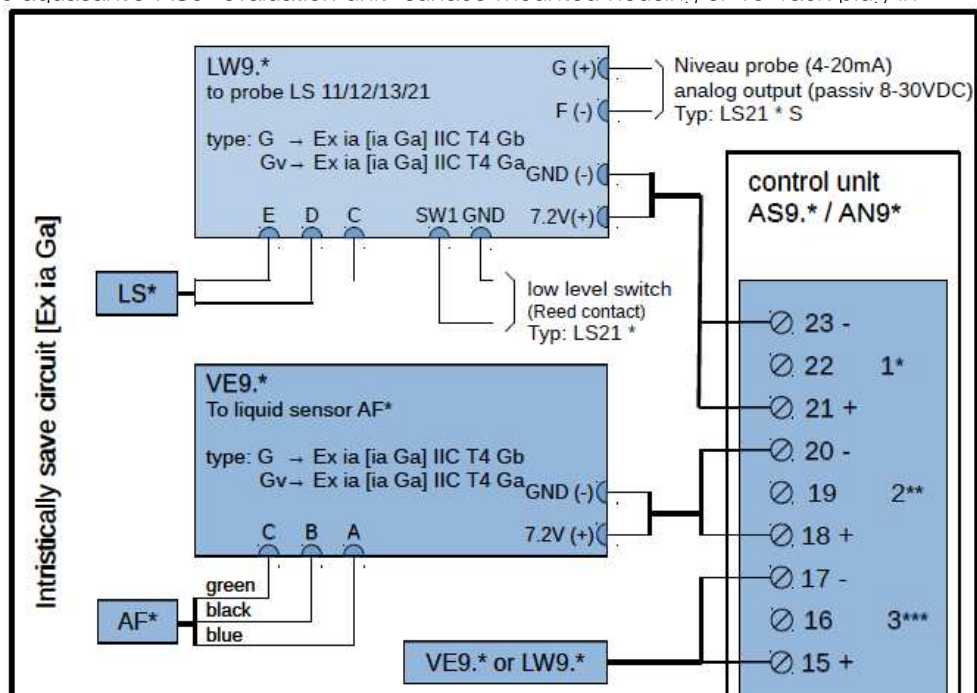 LW9.*
to probe LS 11/12/13/21
type: G → Ex ia [ia Ga] IIC T4 Gb
Gv→ Ex ia [ia Ga] IIC T4 Ga
G (+)
F (-)
GND (-)
7.2V(+)
E D C SW1 GND
Niveau probe (4-20mA)
analog output (passiv 8-30VDC)
Typ: LS21 * S
LS*
low level switch
(Reed contact)
Typ: LS21 *
Intristically save circuit [Ex ia Ga]
VE9.*
To liquid sensor AF*
type: G → Ex ia [ia Ga] IIC T4 Gb
Gv→ Ex ia [ia Ga] IIC T4 Ga
GND (-)
7.2V (+)
C B A
green
black
blue
AF*
VE9.* or LW9.*
control unit
AS9.* / AN9*
23 -
22 1*
21 +
20 -
19 2**
18 +
17 -
16 3***
15 +